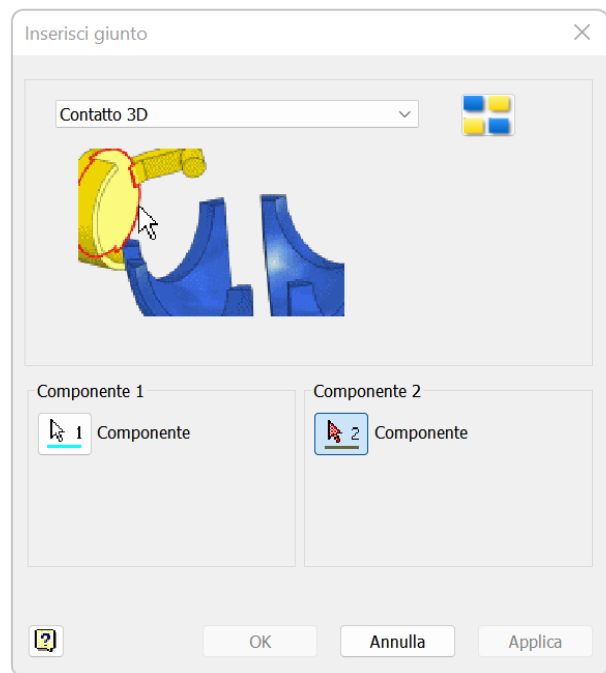 Inserisci giunto
Contatto 3D
Componente 1
1 Componente
Componente 2
2 Componente
?
OK
Annulla
Applica